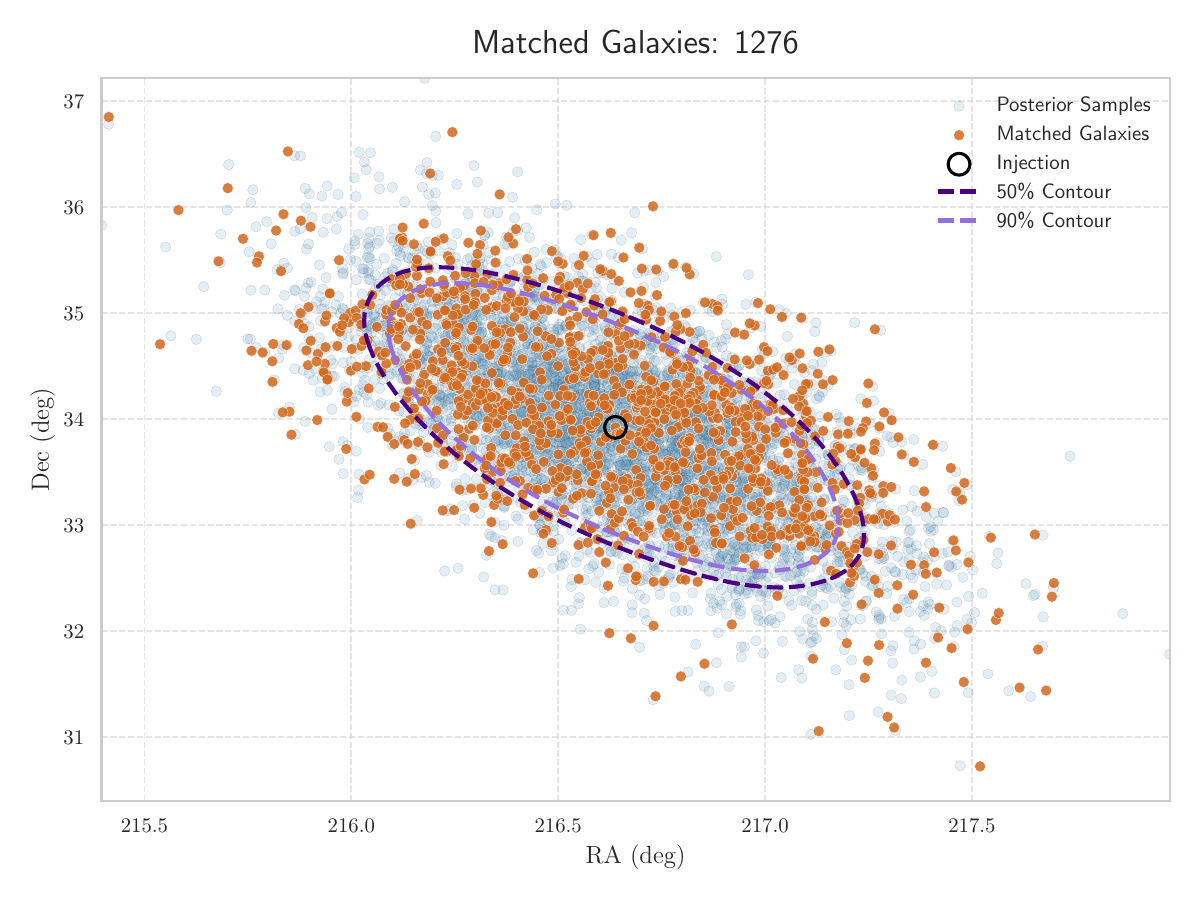 Matched Galaxies: 1276
Posterior Samples
Matched Galaxies
Injection
50% Contour
90% Contour
37
36
35
34
33
32
31
Dec (deg)
215.5 216.0 216.5 217.0 217.5
RA (deg)